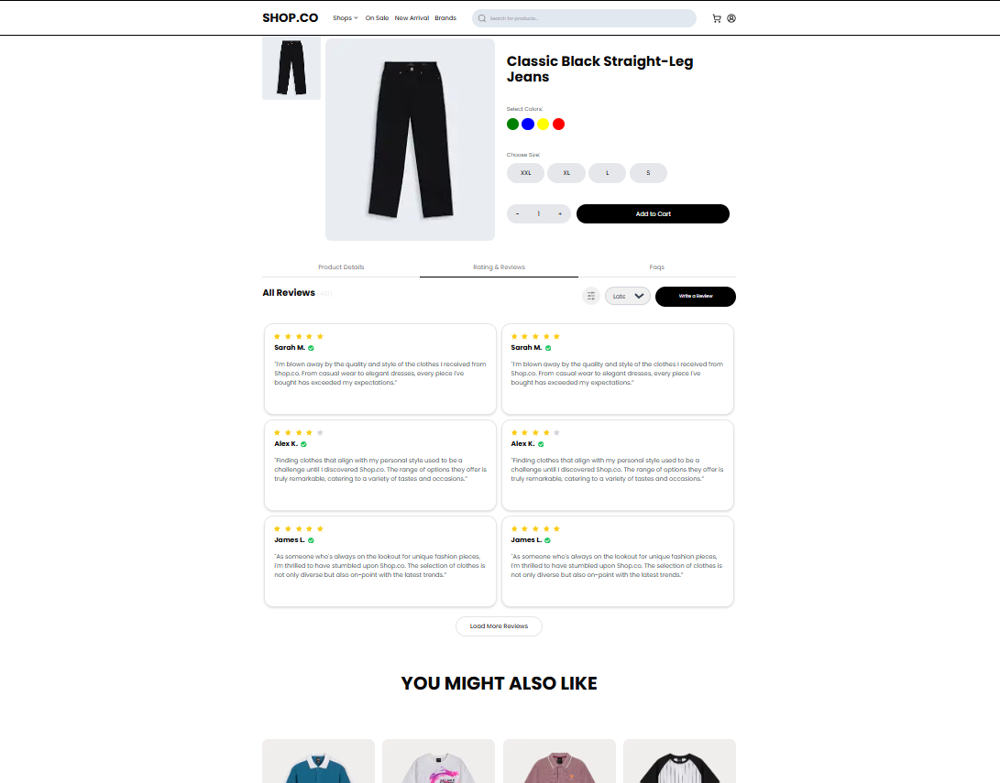 SHOP.CO
Shops On Sale New Arrival Brands
Search for products...
Classic Black Straight-Leg
Jeans
Select Colors:
Choose Size:
XXL XL L S
- 1 + Add to Cart
Product Details Rating & Reviews Faqs
All Reviews
Late
Write a Review
Sarah M.
"I'm blown away by the quality and style of the clothes I received from
Shop.co. From casual wear to elegant dresses, every piece I've
bought has exceeded my expectations."
Sarah M.
"I'm blown away by the quality and style of the clothes I received from
Shop.co. From casual wear to elegant dresses, every piece I've
bought has exceeded my expectations."
Alex K.
"Finding clothes that align with my personal style used to be a
challenge until I discovered Shop.co. The range of options they offer is
truly remarkable, catering to a variety of tastes and occasions."
Alex K.
"Finding clothes that align with my personal style used to be a
challenge until I discovered Shop.co. The range of options they offer is
truly remarkable, catering to a variety of tastes and occasions."
James L.
"As someone who's always on the lookout for unique fashion pieces,
I'm thrilled to have stumbled upon Shop.co. The selection of clothes is
not only diverse but also on-point with the latest trends."
James L.
"As someone who's always on the lookout for unique fashion pieces,
I'm thrilled to have stumbled upon Shop.co. The selection of clothes is
not only diverse but also on-point with the latest trends."
Load More Reviews
YOU MIGHT ALSO LIKE